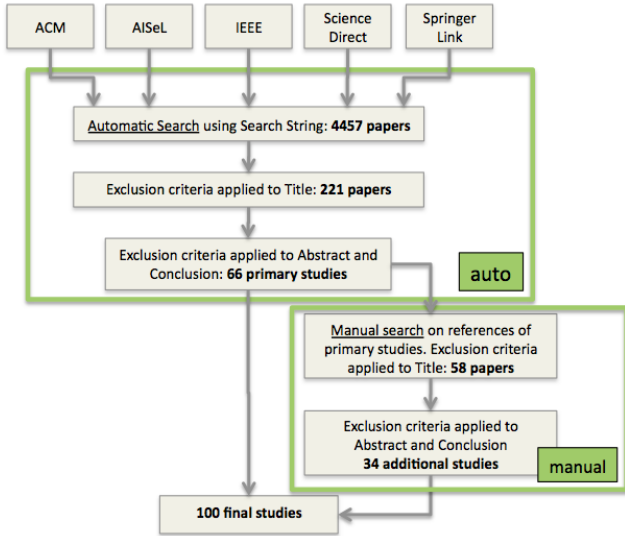 ACM
AISeL
IEEE
Science
Direct
Springer
Link
Automatic Search using Search String: 4457 papers
Exclusion criteria applied to Title: 221 papers
Exclusion criteria applied to Abstract and
Conclusion: 66 primary studies
auto
Manual search on references of
primary studies. Exclusion criteria
applied to Title: 58 papers
Exclusion criteria applied to
Abstract and Conclusion
34 additional studies
manual
100 final studies